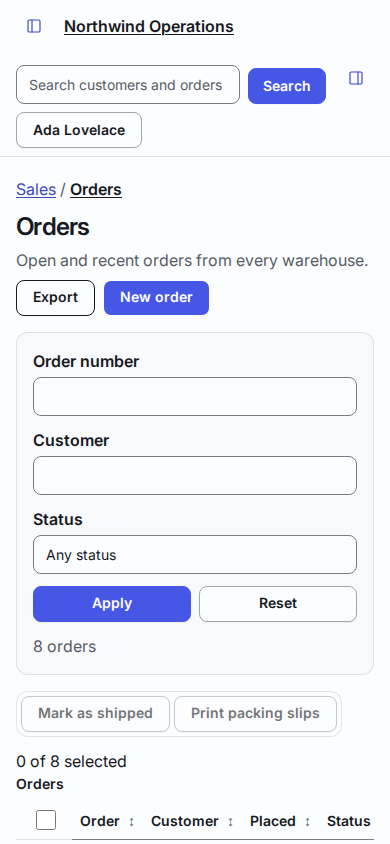 Northwind Operations
Search customers and orders
Search
Ada Lovelace
Sales / Orders
Orders
Open and recent orders from every warehouse.
Export
New order
Order number
Customer
Status
Any status
Apply
Reset
8 orders
Mark as shipped
Print packing slips
0 of 8 selected
Orders
Order ↕ Customer ↕ Placed ↕ Status